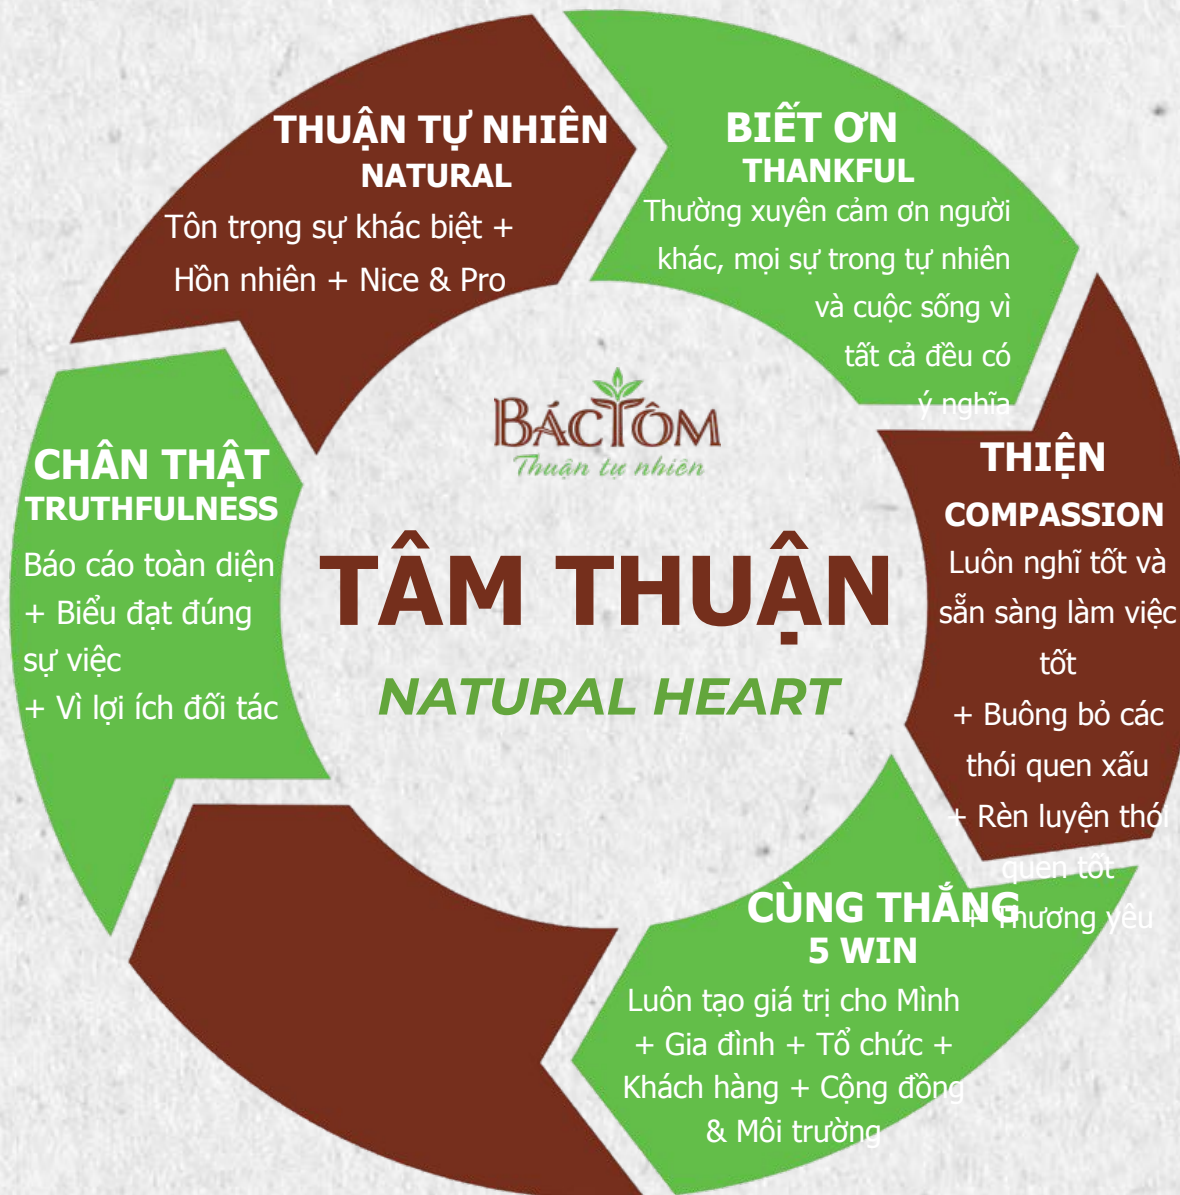 THUẬN TỰ NHIÊN
NATURAL
Tôn trọng sự khác biệt +
Hồn nhiên + Nice & Pro
BIẾT ƠN
THANKFUL
Thường xuyên cảm ơn người
khác, mọi sự trong tự nhiên
và cuộc sống vì
tất cả đều có
ý nghĩa
THIỆN
COMPASSION
Luôn nghĩ tốt và
sẵn sàng làm việc
tốt
+ Buông bỏ các
thói quen xấu
+ Rèn luyện thói
quen tốt
+ Thương yêu
CÙNG THẮNG
5 WIN
Luôn tạo giá trị cho Mình
+ Gia đình + Tổ chức +
Khách hàng + Cộng đồng
& Môi trường
CHÂN THẬT
TRUTHFULNESS
Báo cáo toàn diện
+ Biểu đạt đúng
sự việc
+ Vì lợi ích đối tác
BÁC TÔM
Thuận tự nhiên
TÂM THUẬN
NATURAL HEART